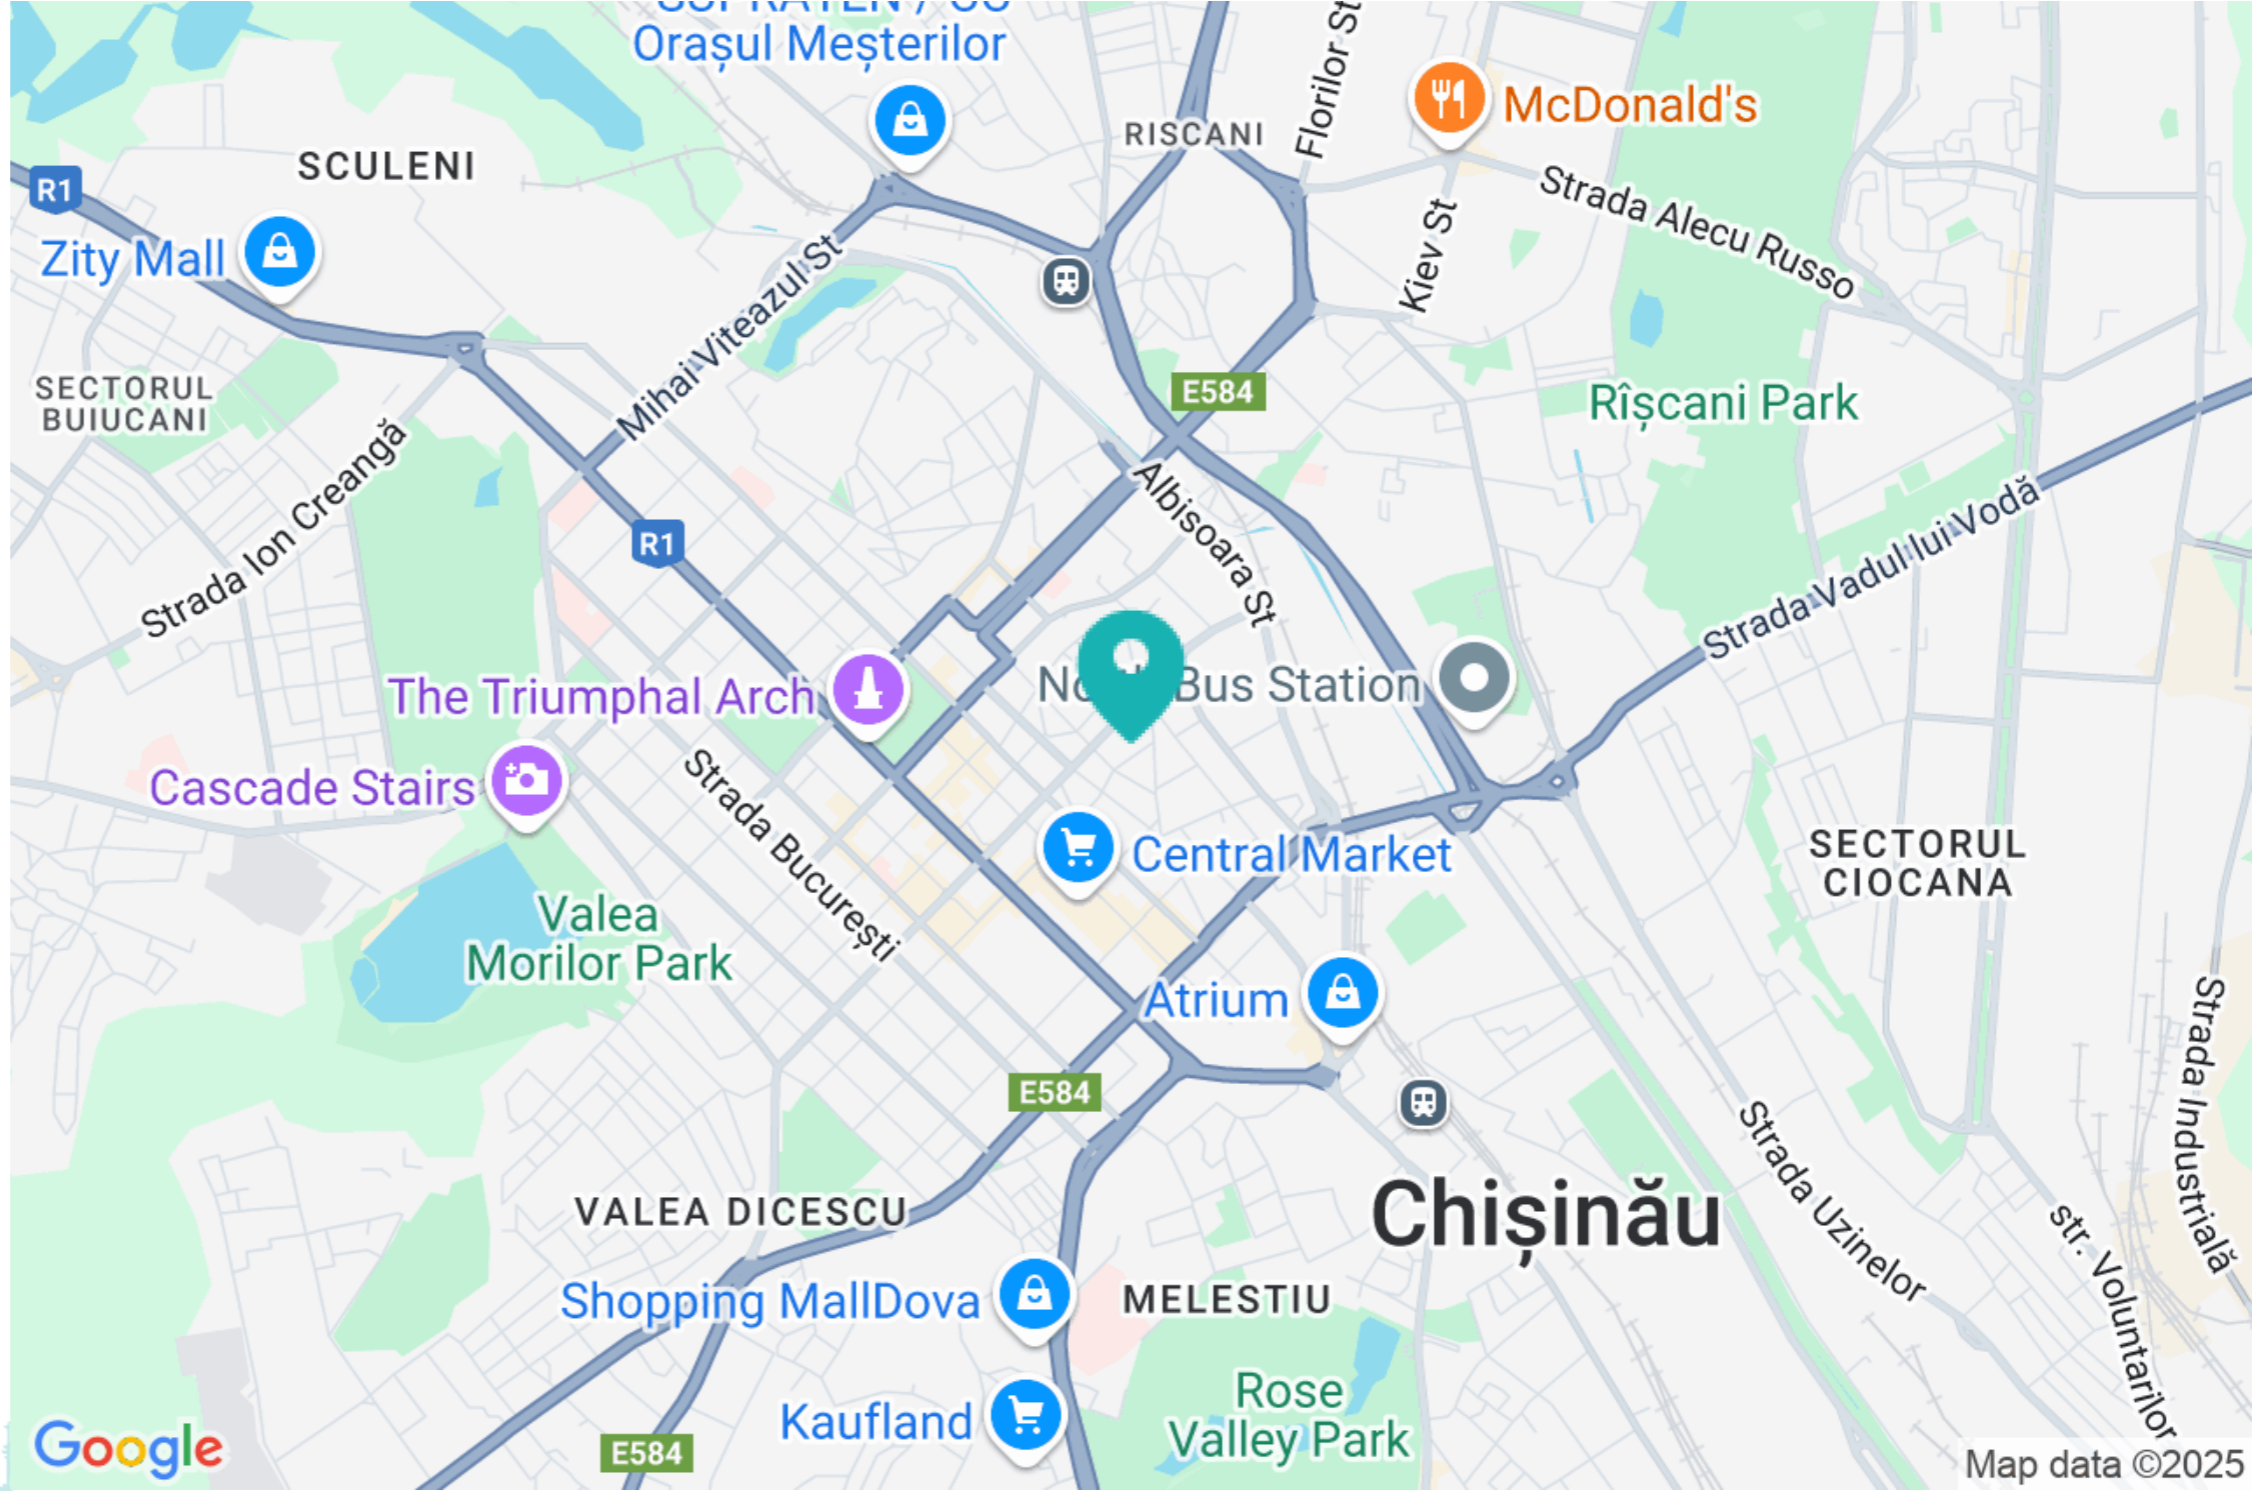 Orașul Meșterilor
RISCANI
Florilor St
McDonald's
SCULENI
R1
Zity Mall
Mihai Viteazul St
Kiev St
Strada Alecu Russo
SECTORUL
BUIUCANI
E584
Rîșcani Park
Strada Ion Creangă
R1
Albisoara St
Strada Vadul lui Vodă
The Triumphal Arch
Bus Station
Cascade Stairs
Strada București
Central Market
SECTORUL
CIOCANA
Valea
Morilor Park
Atrium
E584
Strada Industrială
Strada Uzinelor
VALEA DICESCU
Chișinău
str. Voluntarilor
Shopping MallDova
MELESTIU
Rose
Valley Park
Kaufland
E584
Google
Map data ©2025